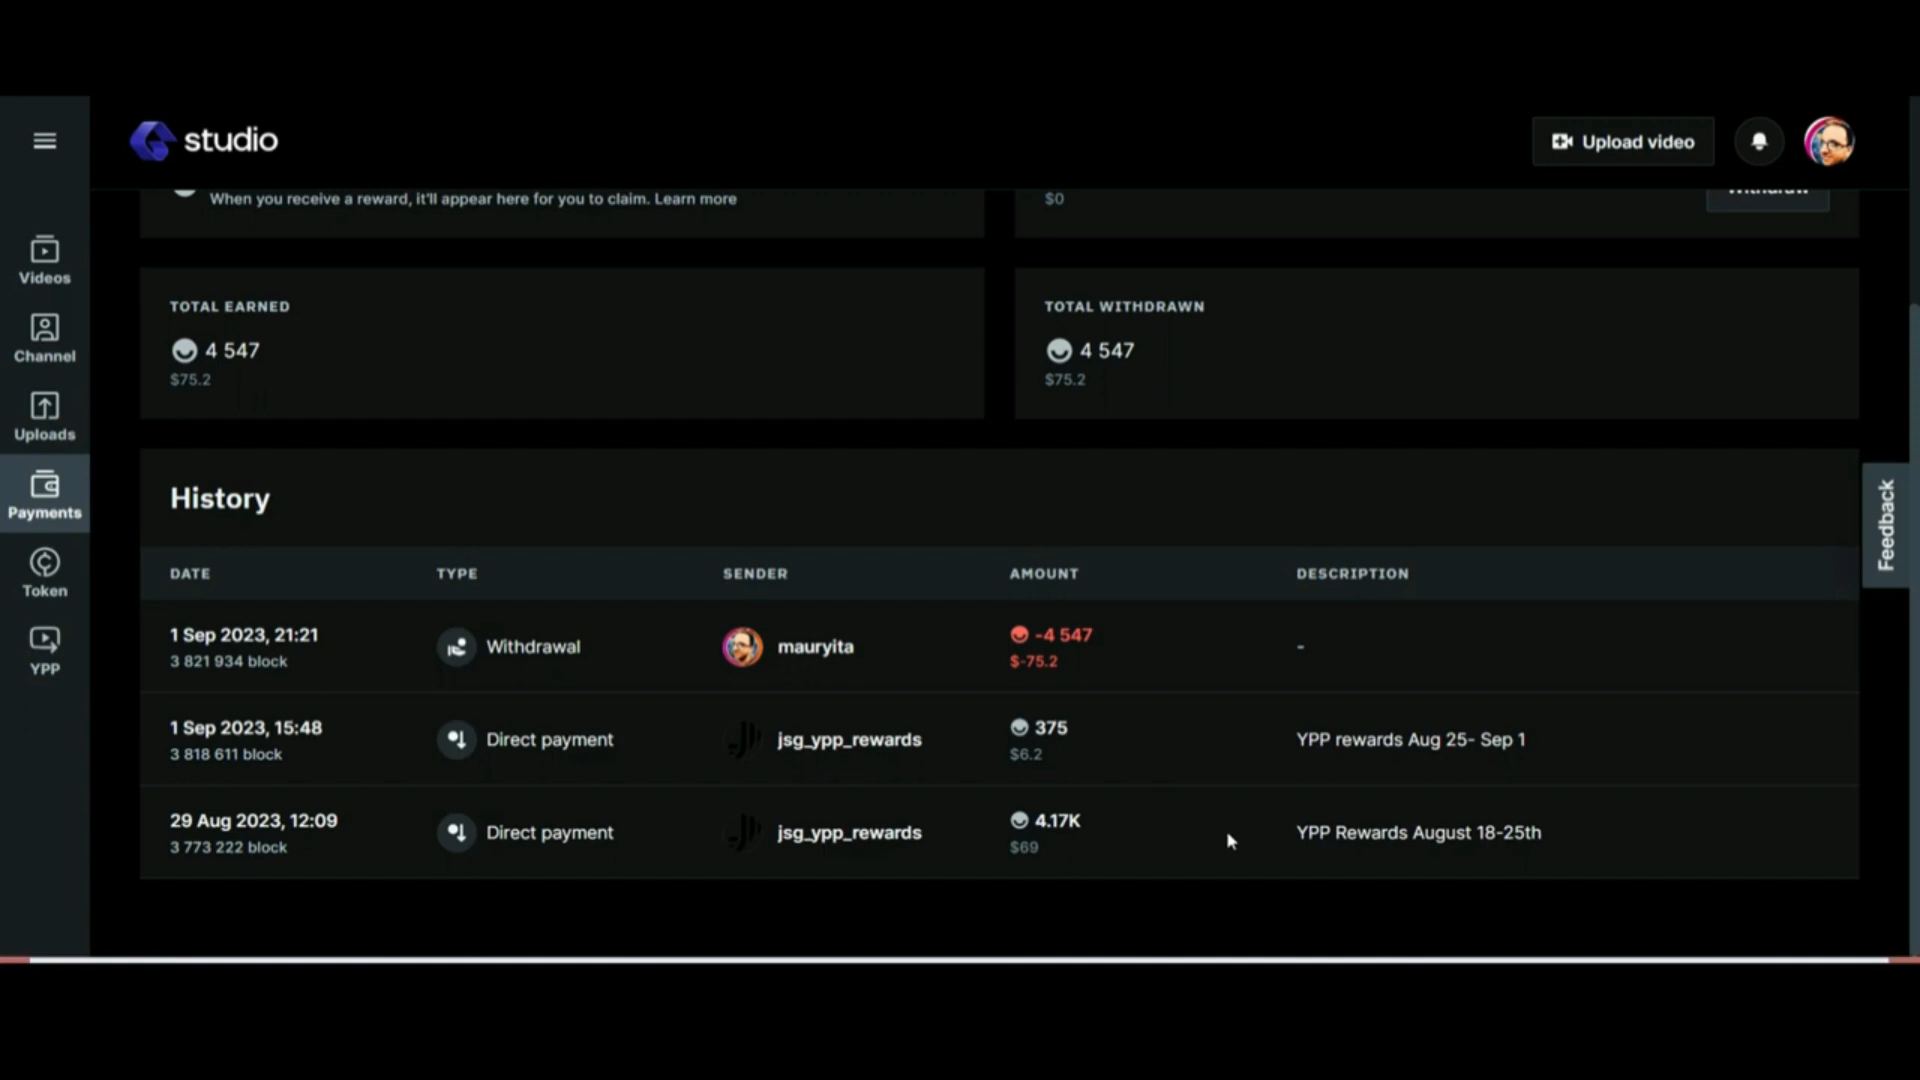 studio
Upload video
When you receive a reward, it'll appear here for you to claim. Learn more
$0
Withdraw
Videos
Channel
Uploads
Payments
Token
YPP
TOTAL EARNED
4 547
$75.2
TOTAL WITHDRAWN
4 547
$75.2
Feedback
History
DATE TYPE SENDER AMOUNT DESCRIPTION
1 Sep 2023, 21:21
3 821 934 block
Withdrawal
mauryita
-4 547
$-75.2
-
1 Sep 2023, 15:48
3 818 611 block
Direct payment
jsg_ypp_rewards
375
$6.2
YPP rewards Aug 25- Sep 1
29 Aug 2023, 12:09
3 773 222 block
Direct payment
jsg_ypp_rewards
4.17K
$69
YPP Rewards August 18-25th